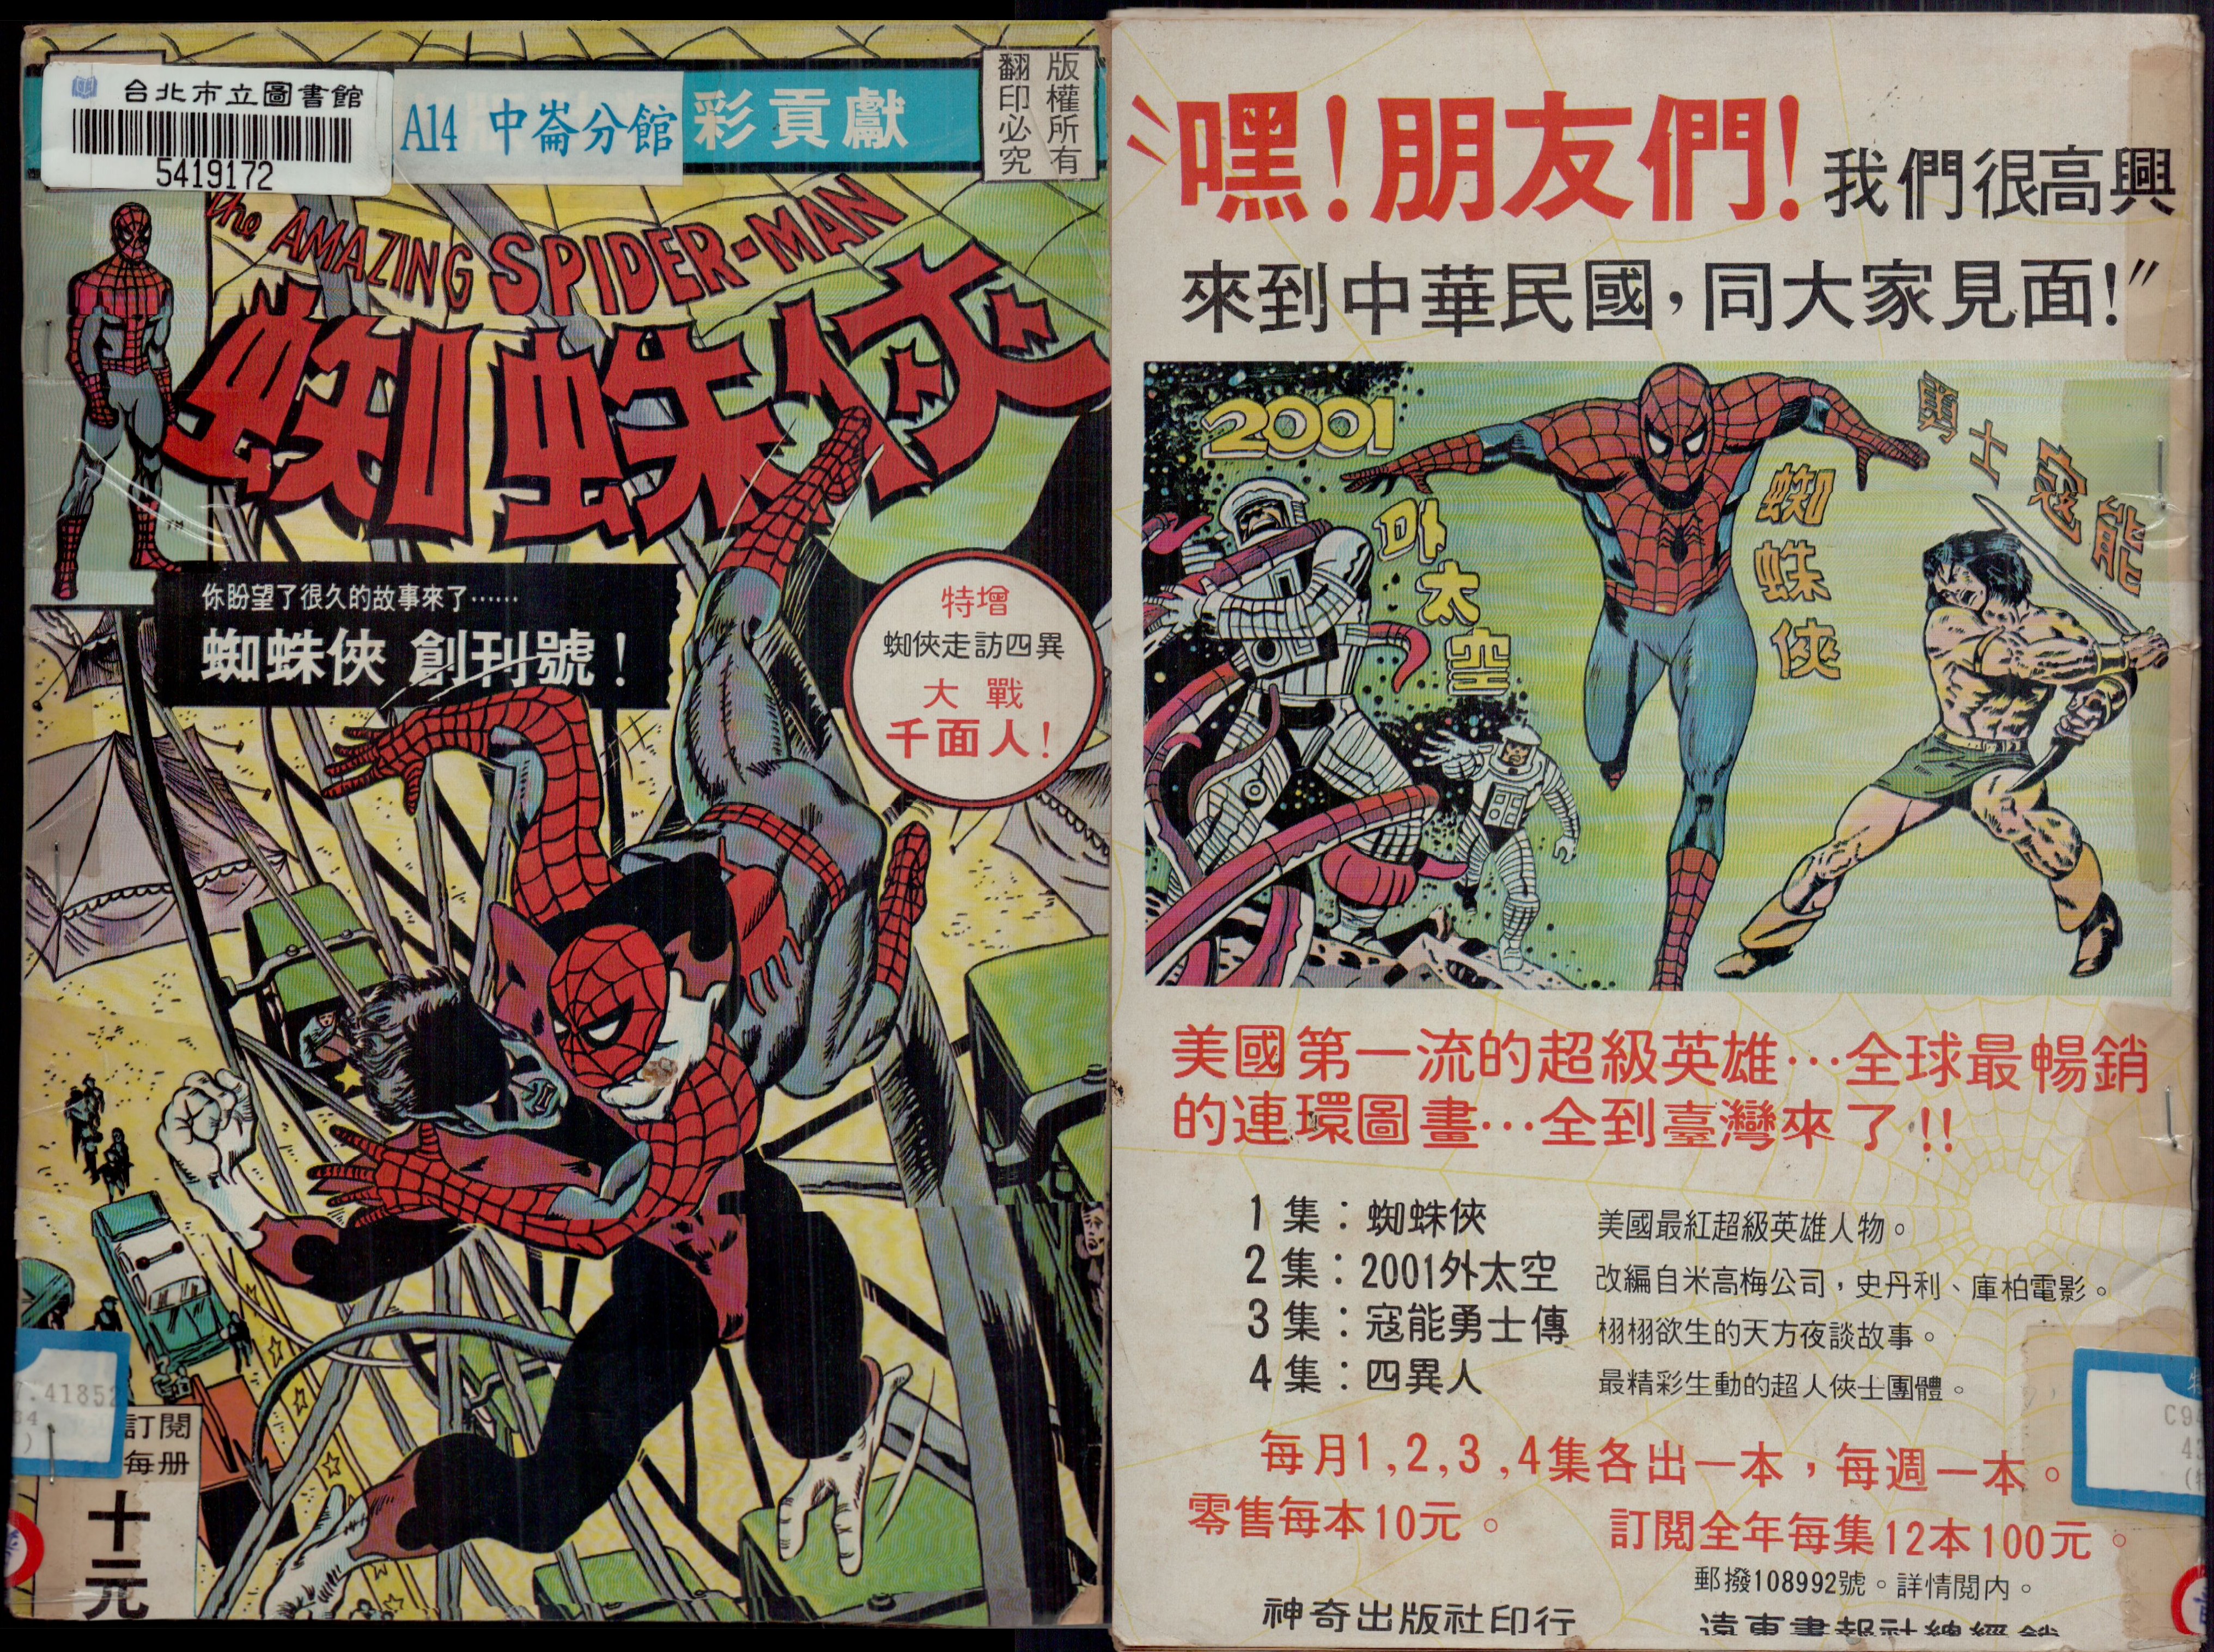 台北市立圖書館
5419172
A14 中崙分館
彩貢獻
版權所有
翻印必究
the AMAZING SPIDER-MAN
蜘蛛俠
你盼望了很久的故事來了……
蜘蛛俠 創刊號!
特增
蜘俠走訪四異
大戰
千面人!
7.41852
訂閱
每册
十元
〝嘿!朋友們!我們很高興
來到中華民國,同大家見面!〞
2001
外太空
蜘蛛俠
勇士寇能
美國第一流的超級英雄…全球最暢銷
的連環圖畫…全到臺灣來了!!
1集:蜘蛛俠 美國最紅超級英雄人物。
2集:2001外太空 改編自米高梅公司,史丹利、庫柏電影。
3集:寇能勇士傳 栩栩欲生的天方夜談故事。
4集:四異人 最精彩生動的超人俠士團體。
每月1,2,3,4集各出一本,每週一本。
零售每本10元。 訂閱全年每集12本100元。
郵撥108992號。詳情閱內。
神奇出版社印行 遠東書報社總經銷